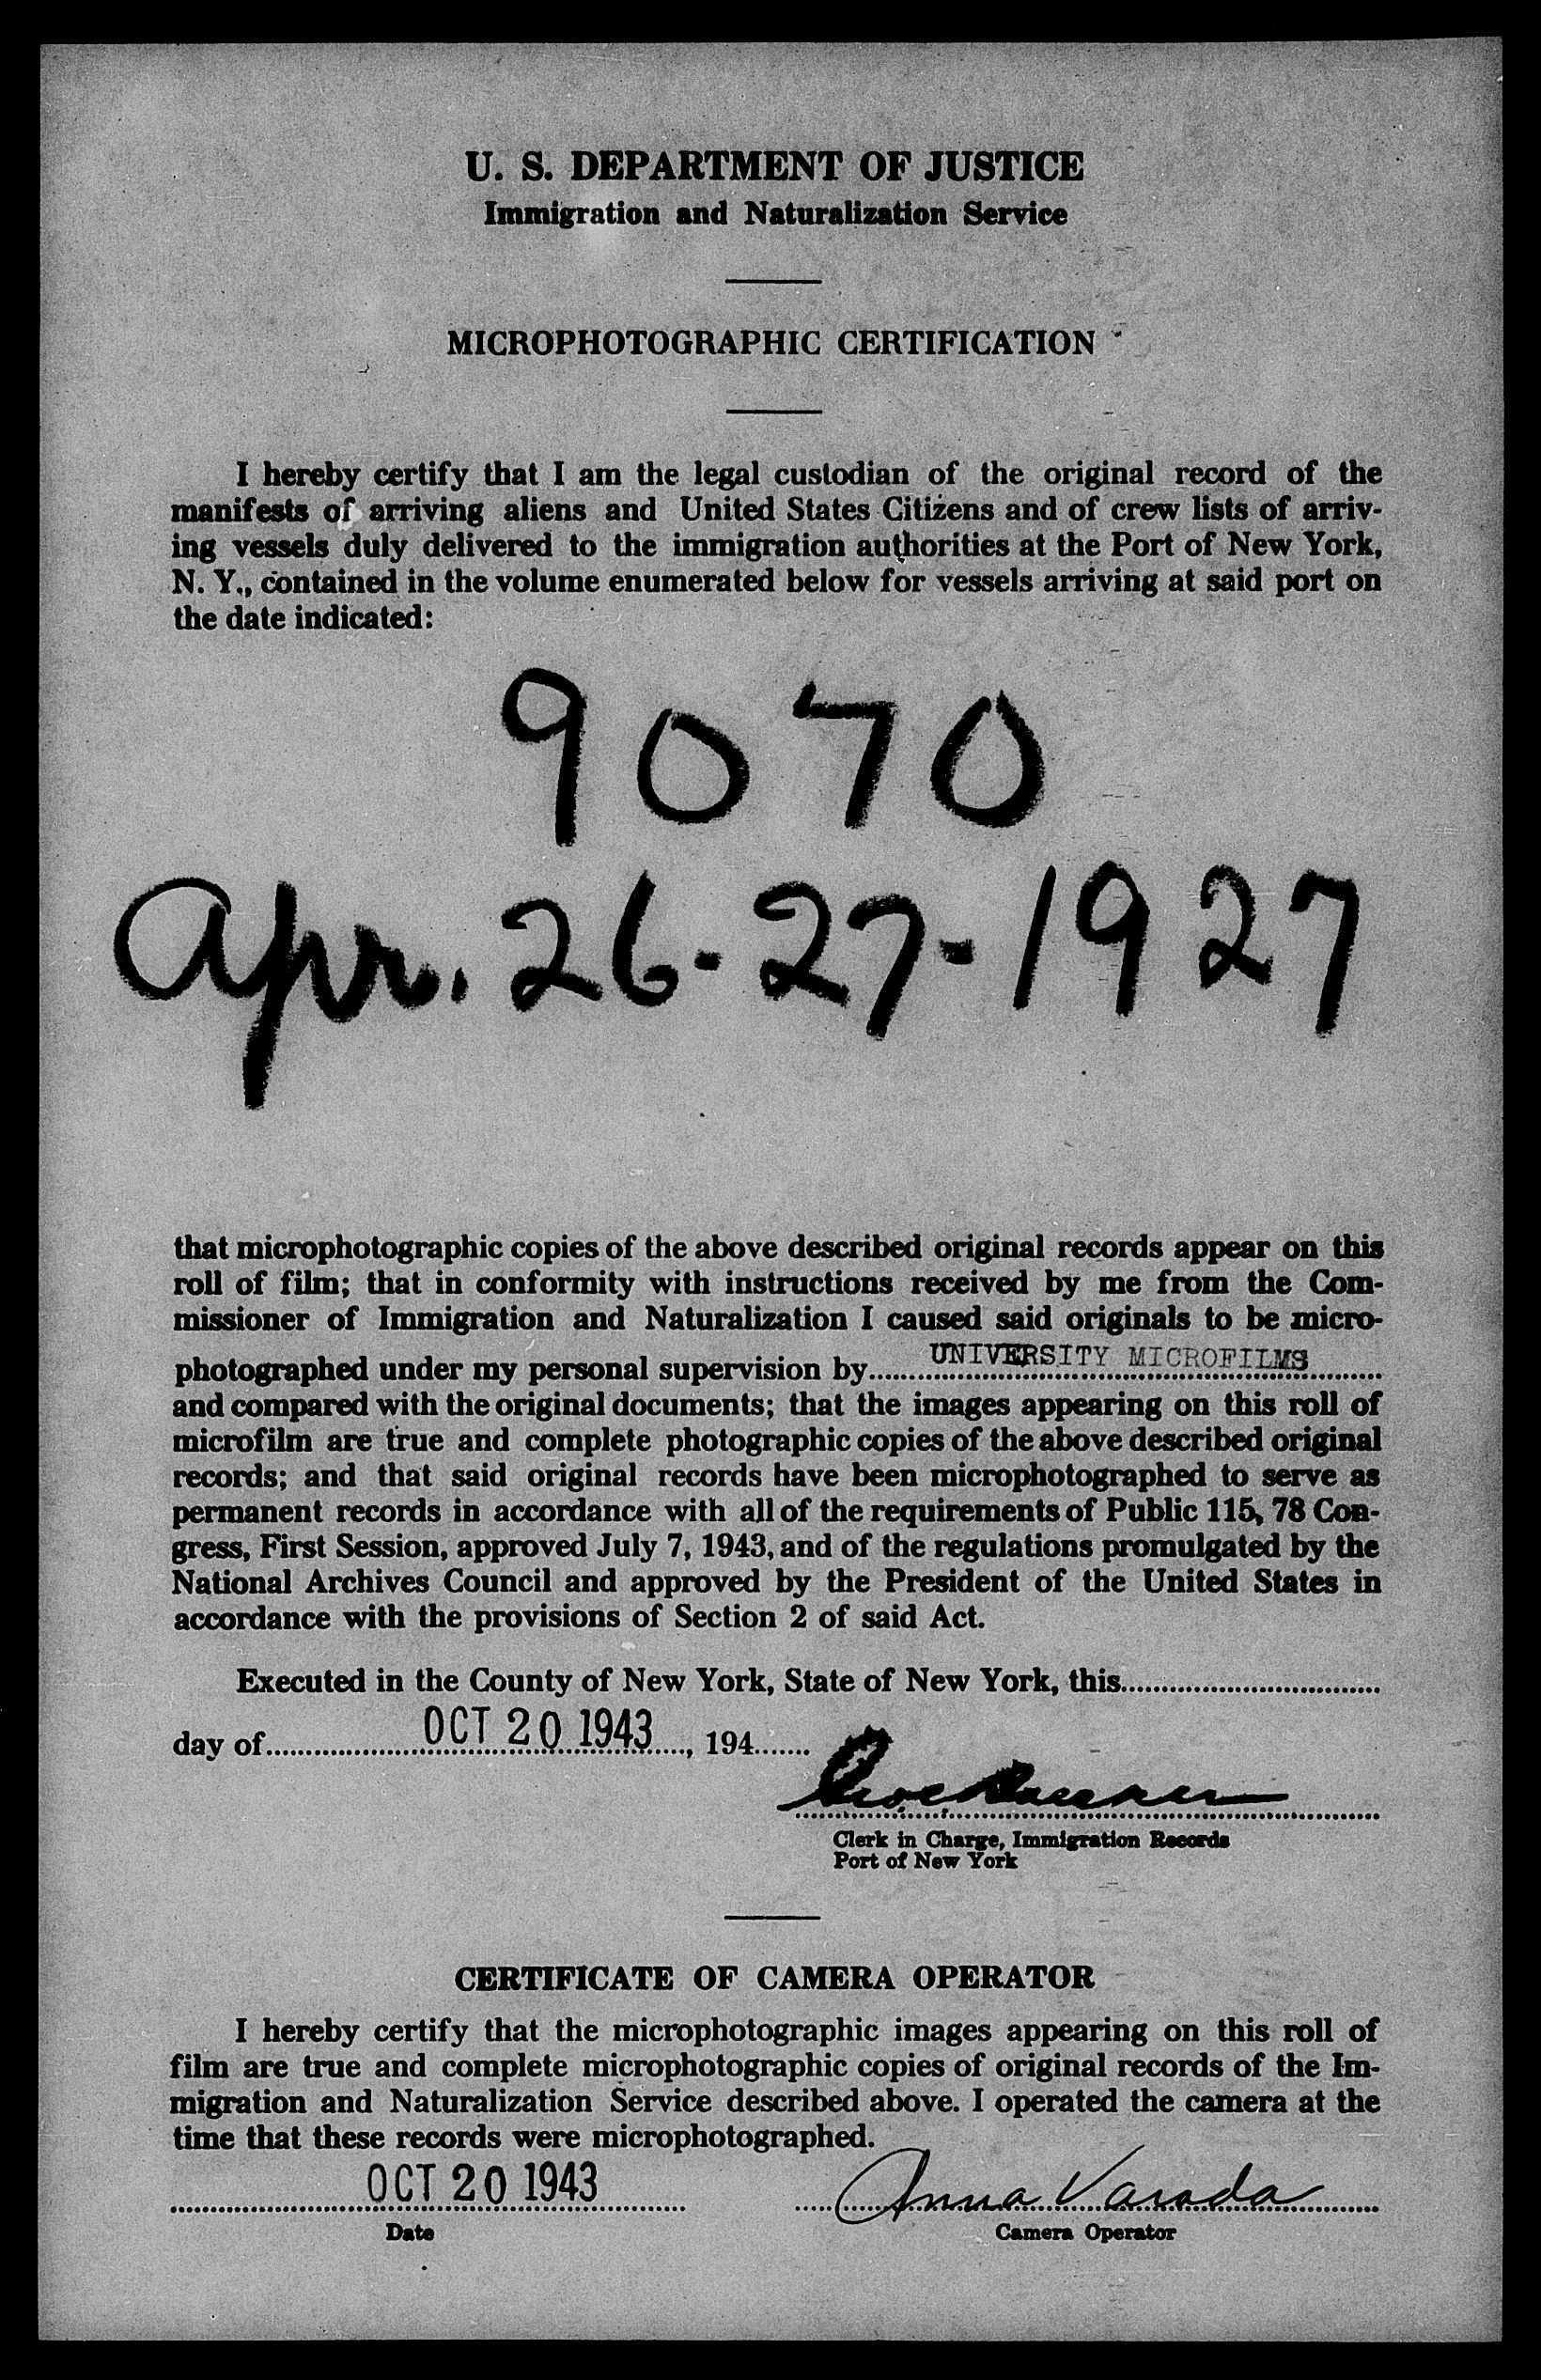 U. S. DEPARTMENT OF JUSTICE
Immigration and Naturalization Service
MICROPHOTOGRAPHIC CERTIFICATION
I hereby certify that I am the legal custodian of the original record of the
manifests of arriving aliens and United States Citizens and of crew lists of arriv-
ing vessels duly delivered to the immigration authorities at the Port of New York,
N. Y., contained in the volume enumerated below for vessels arriving at said port on
the date indicated:
9070
Apr. 26-27-1927
that microphotographic copies of the above described original records appear on this
roll of film; that in conformity with instructions received by me from the Com-
missioner of Immigration and Naturalization I caused said originals to be micro-
photographed under my personal supervision by UNIVERSITY MICROFILMS
and compared with the original documents; that the images appearing on this roll of
microfilm are true and complete photographic copies of the above described original
records; and that said original records have been microphotographed to serve as
permanent records in accordance with all of the requirements of Public 115, 78 Con-
gress, First Session, approved July 7, 1943, and of the regulations promulgated by the
National Archives Council and approved by the President of the United States in
accordance with the provisions of Section 2 of said Act.
Executed in the County of New York, State of New York, this
day of OCT 20 1943, 194
Clerk in Charge, Immigration Records
Port of New York
CERTIFICATE OF CAMERA OPERATOR
I hereby certify that the microphotographic images appearing on this roll of
film are true and complete microphotographic copies of original records of the Im-
migration and Naturalization Service described above. I operated the camera at the
time that these records were microphotographed.
OCT 20 1943 Anna Varada
Date Camera Operator